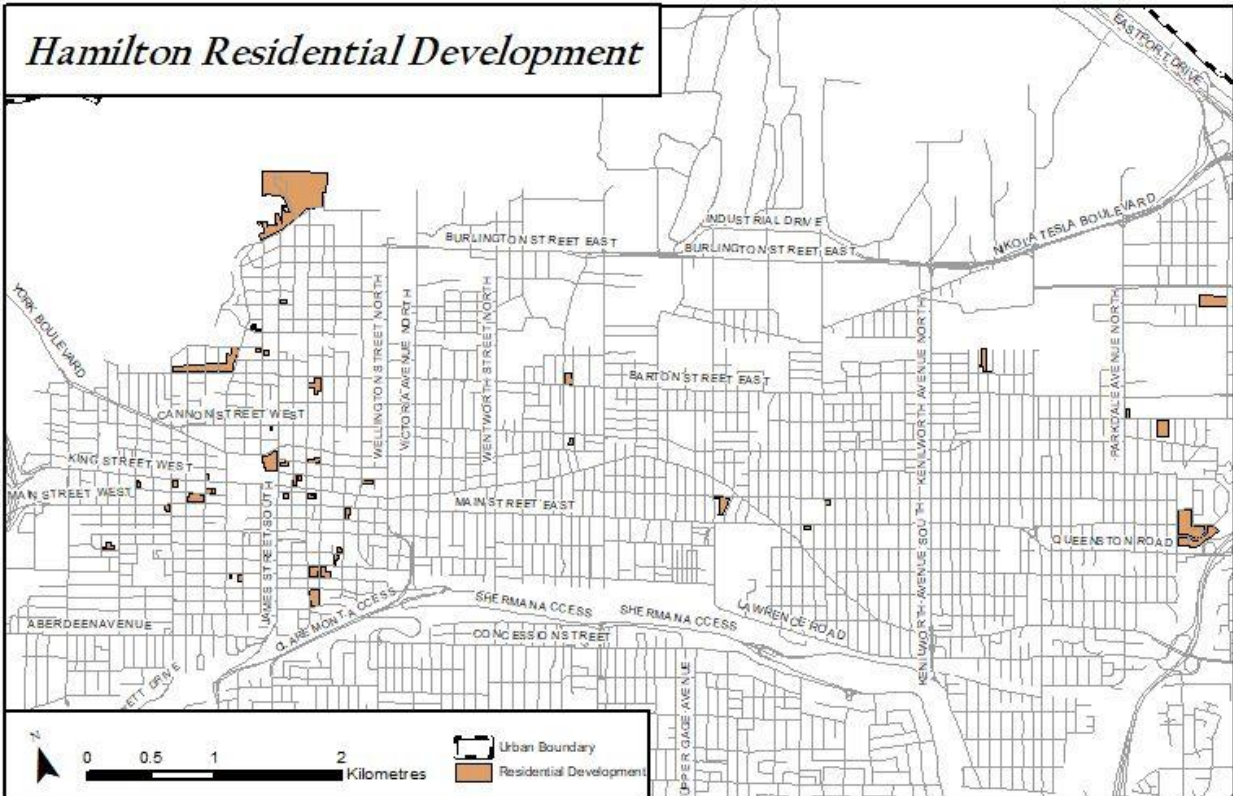 Hamilton Residential Development
EASTPORT DRIVE
INDUSTRIAL DRIVE
NIKOLA TESLA BOULEVARD
BURLINGTON STREET EAST
BURLINGTON STREET EAST
YORK BOULEVARD
WELLINGTON STREET NORTH
VICTORIA AVENUE NORTH
WENTWORTH STREET NORTH
KENILWORTH AVENUE NORTH
PARKDALE AVENUE NORTH
BARTON STREET EAST
CANNON STREET WEST
KING STREET WEST
MAIN STREET WEST
MAIN STREET EAST
JAMES STREET SOUTH
QUEENSTON ROAD
KENILWORTH AVENUE SOUTH
CLAREMONT ACCESS
SHERMAN ACCESS
SHERMAN ACCESS
LAWRENCE ROAD
ABERDEEN AVENUE
CONCESSION STREET
ETT DRIVE
UPPER GAGE AVENUE
N
0 0.5 1 2
Kilometres
Urban Boundary
Residential Development